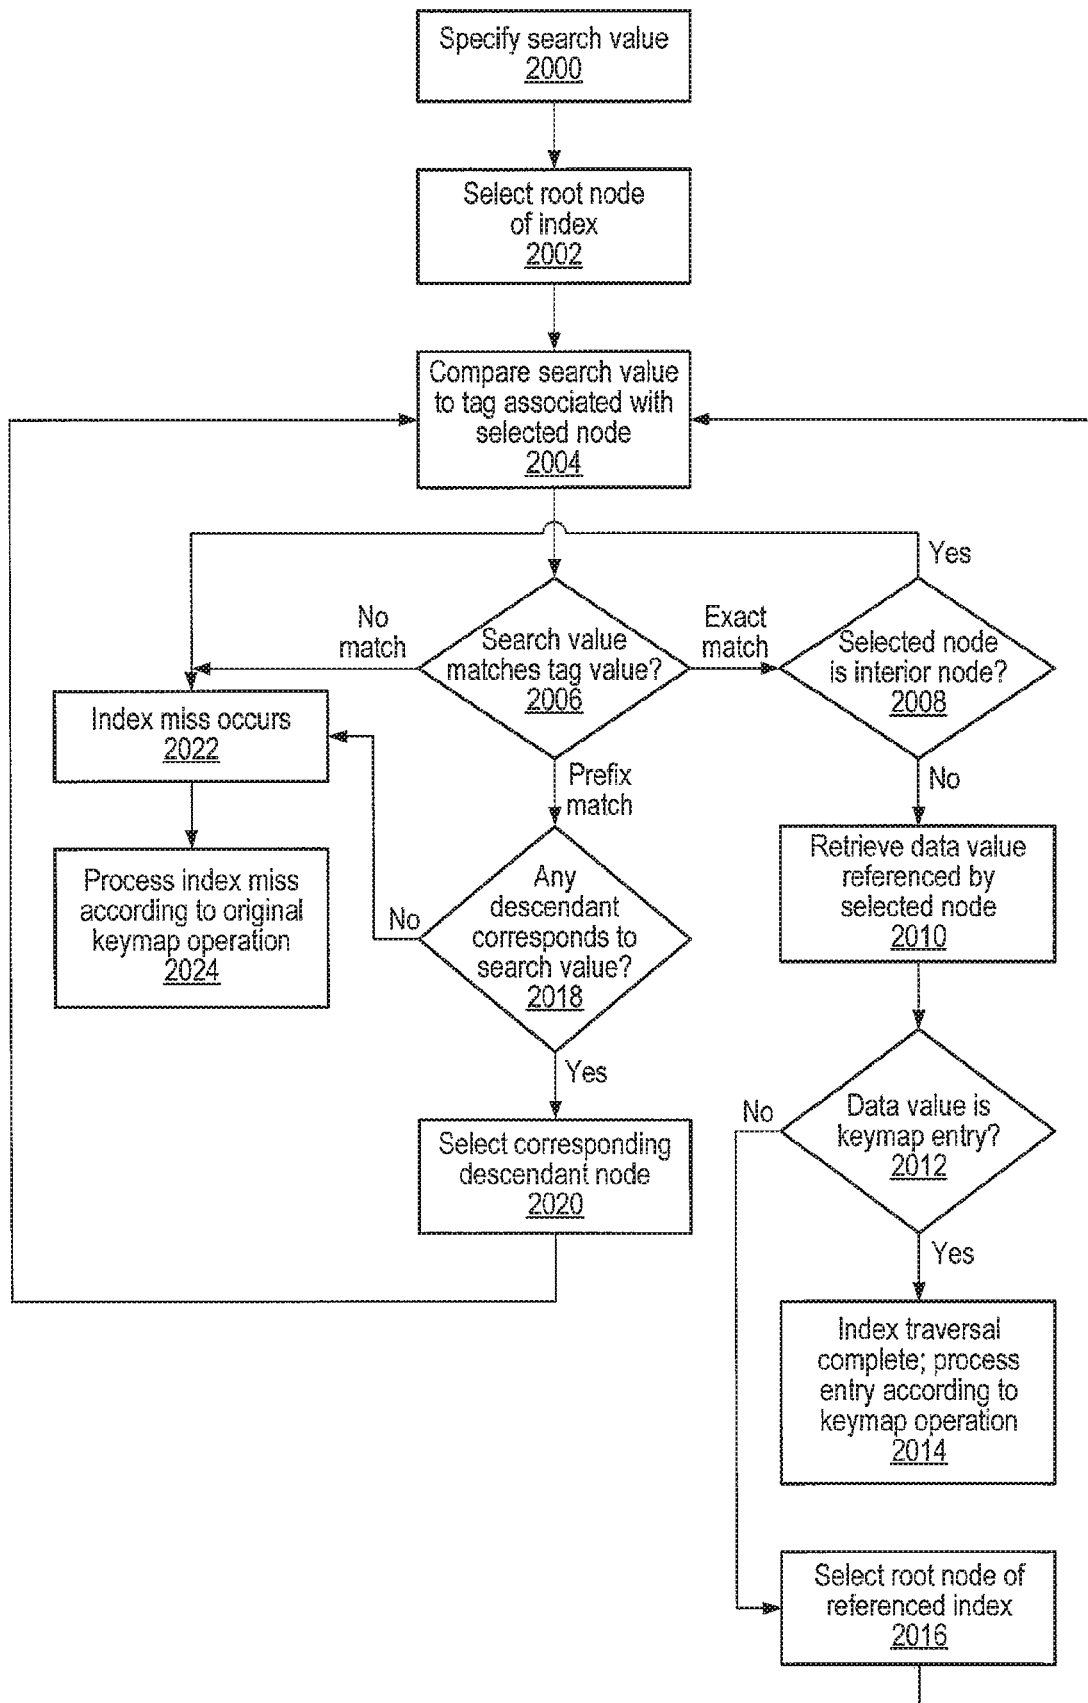 Specify search value
2000
Select root node
of index
2002
Compare search value
to tag associated with
selected node
2004
Yes
No
match
Search value
matches tag value?
2006
Exact
match
Selected node
is interior node?
2008
Index miss occurs
2022
Prefix
match
No
Process index miss
according to original
keymap operation
2024
No
Any
descendant
corresponds to
search value?
2018
Retrieve data value
referenced by
selected node
2010
Yes
Select corresponding
descendant node
2020
No
Data value is
keymap entry?
2012
Yes
Index traversal
complete; process
entry according to
keymap operation
2014
Select root node of
referenced index
2016